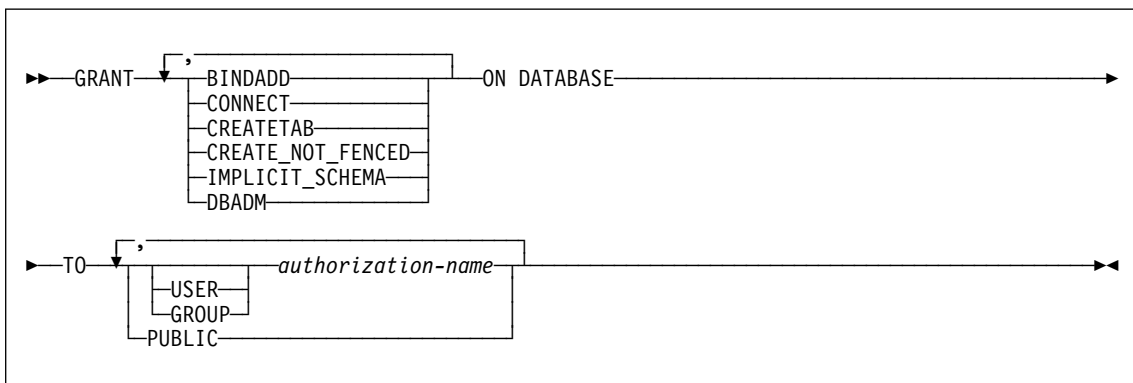 ,
GRANT BINDADD ON DATABASE
CONNECT
CREATETAB
CREATE_NOT_FENCED
IMPLICIT_SCHEMA
DBADM
,
TO authorization-name
USER
GROUP
PUBLIC